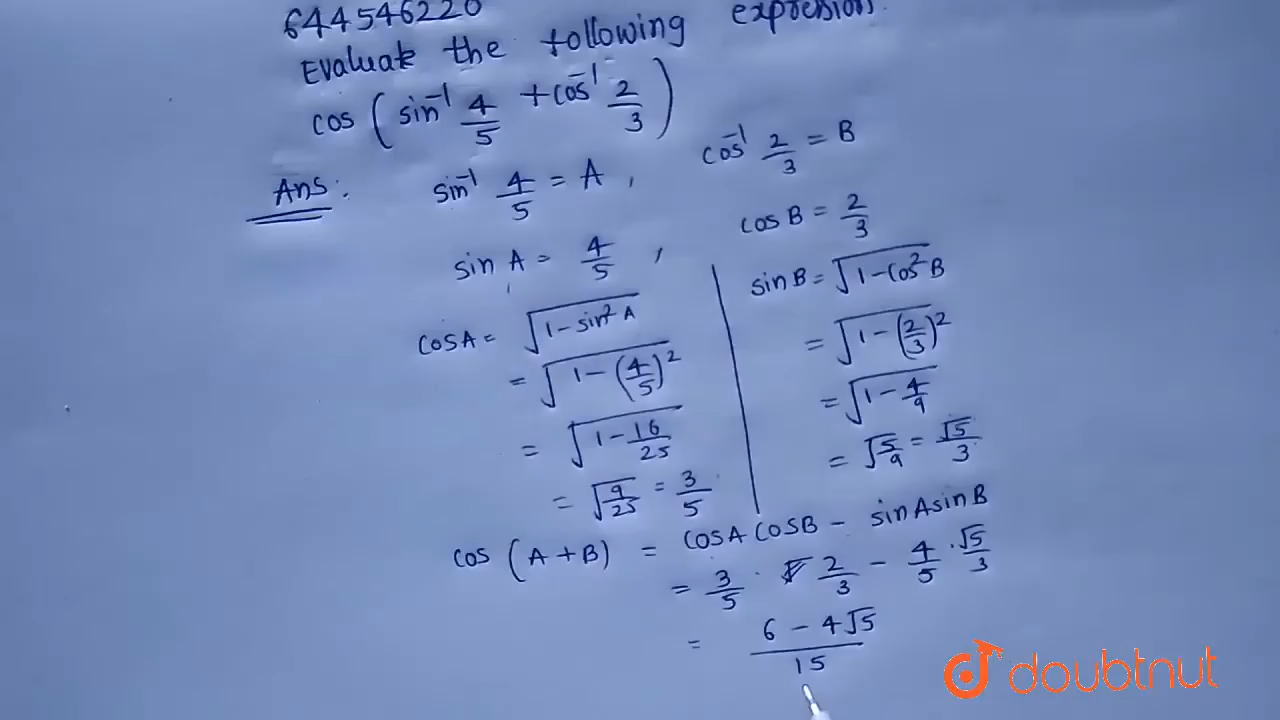 644546220
Evaluate the following expression.
cos (sin⁻¹ 4/5 + cos⁻¹ 2/3)
Ans: sin⁻¹ 4/5 = A , cos⁻¹ 2/3 = B
sin A = 4/5 , cos B = 2/3
cos A = √(1 - sin² A)
= √(1 - (4/5)²)
= √(1 - 16/25)
= √(9/25) = 3/5
sin B = √(1 - cos² B)
= √(1 - (2/3)²)
= √(1 - 4/9)
= √(5/9) = √5/3
cos (A + B) = cos A cos B - sin A sin B
= 3/5 · 2/3 - 4/5 · √5/3
= (6 - 4√5)/15
doubtnut